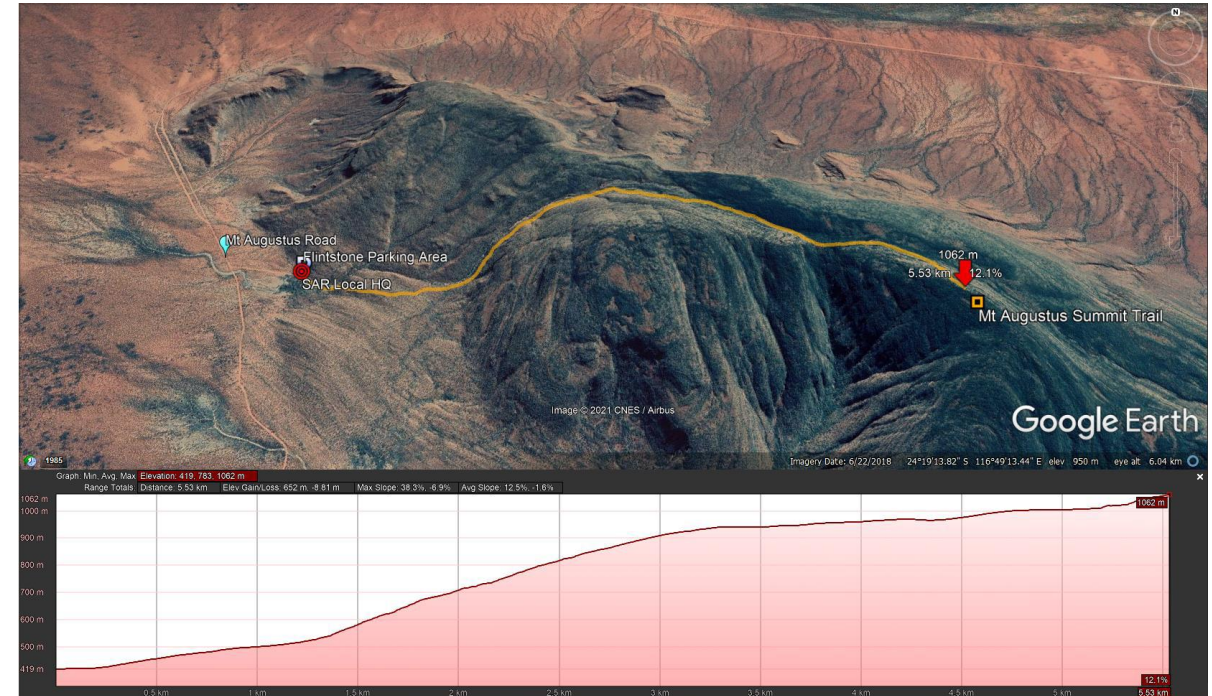 N
Mt Augustus Road
Flintstone Parking Area
SAR Local HQ
1062 m
5.53 km 12.1%
Mt Augustus Summit Trail
Image © 2021 CNES / Airbus
Google Earth
1985
Imagery Date: 6/22/2018 24°19'13.82" S 116°49'13.44" E elev 950 m eye alt 6.04 km
Graph: Min, Avg, Max Elevation: 419, 783, 1062 m
Range Totals: Distance: 5.53 km Elev Gain/Loss: 652 m, -8.81 m Max Slope: 38.3%, -6.9% Avg Slope: 12.5%, -1.6%
1062 m
1062 m
1000 m
900 m
800 m
700 m
600 m
500 m
419 m
12.1%
0.5 km 1 km 1.5 km 2 km 2.5 km 3 km 3.5 km 4 km 4.5 km 5 km 5.53 km